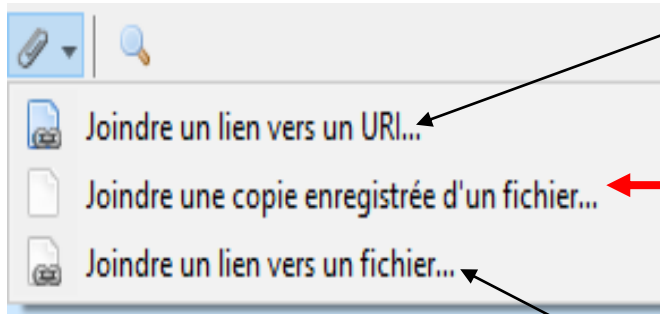 Joindre un lien vers un URI...
Joindre une copie enregistrée d'un fichier...
Joindre un lien vers un fichier...